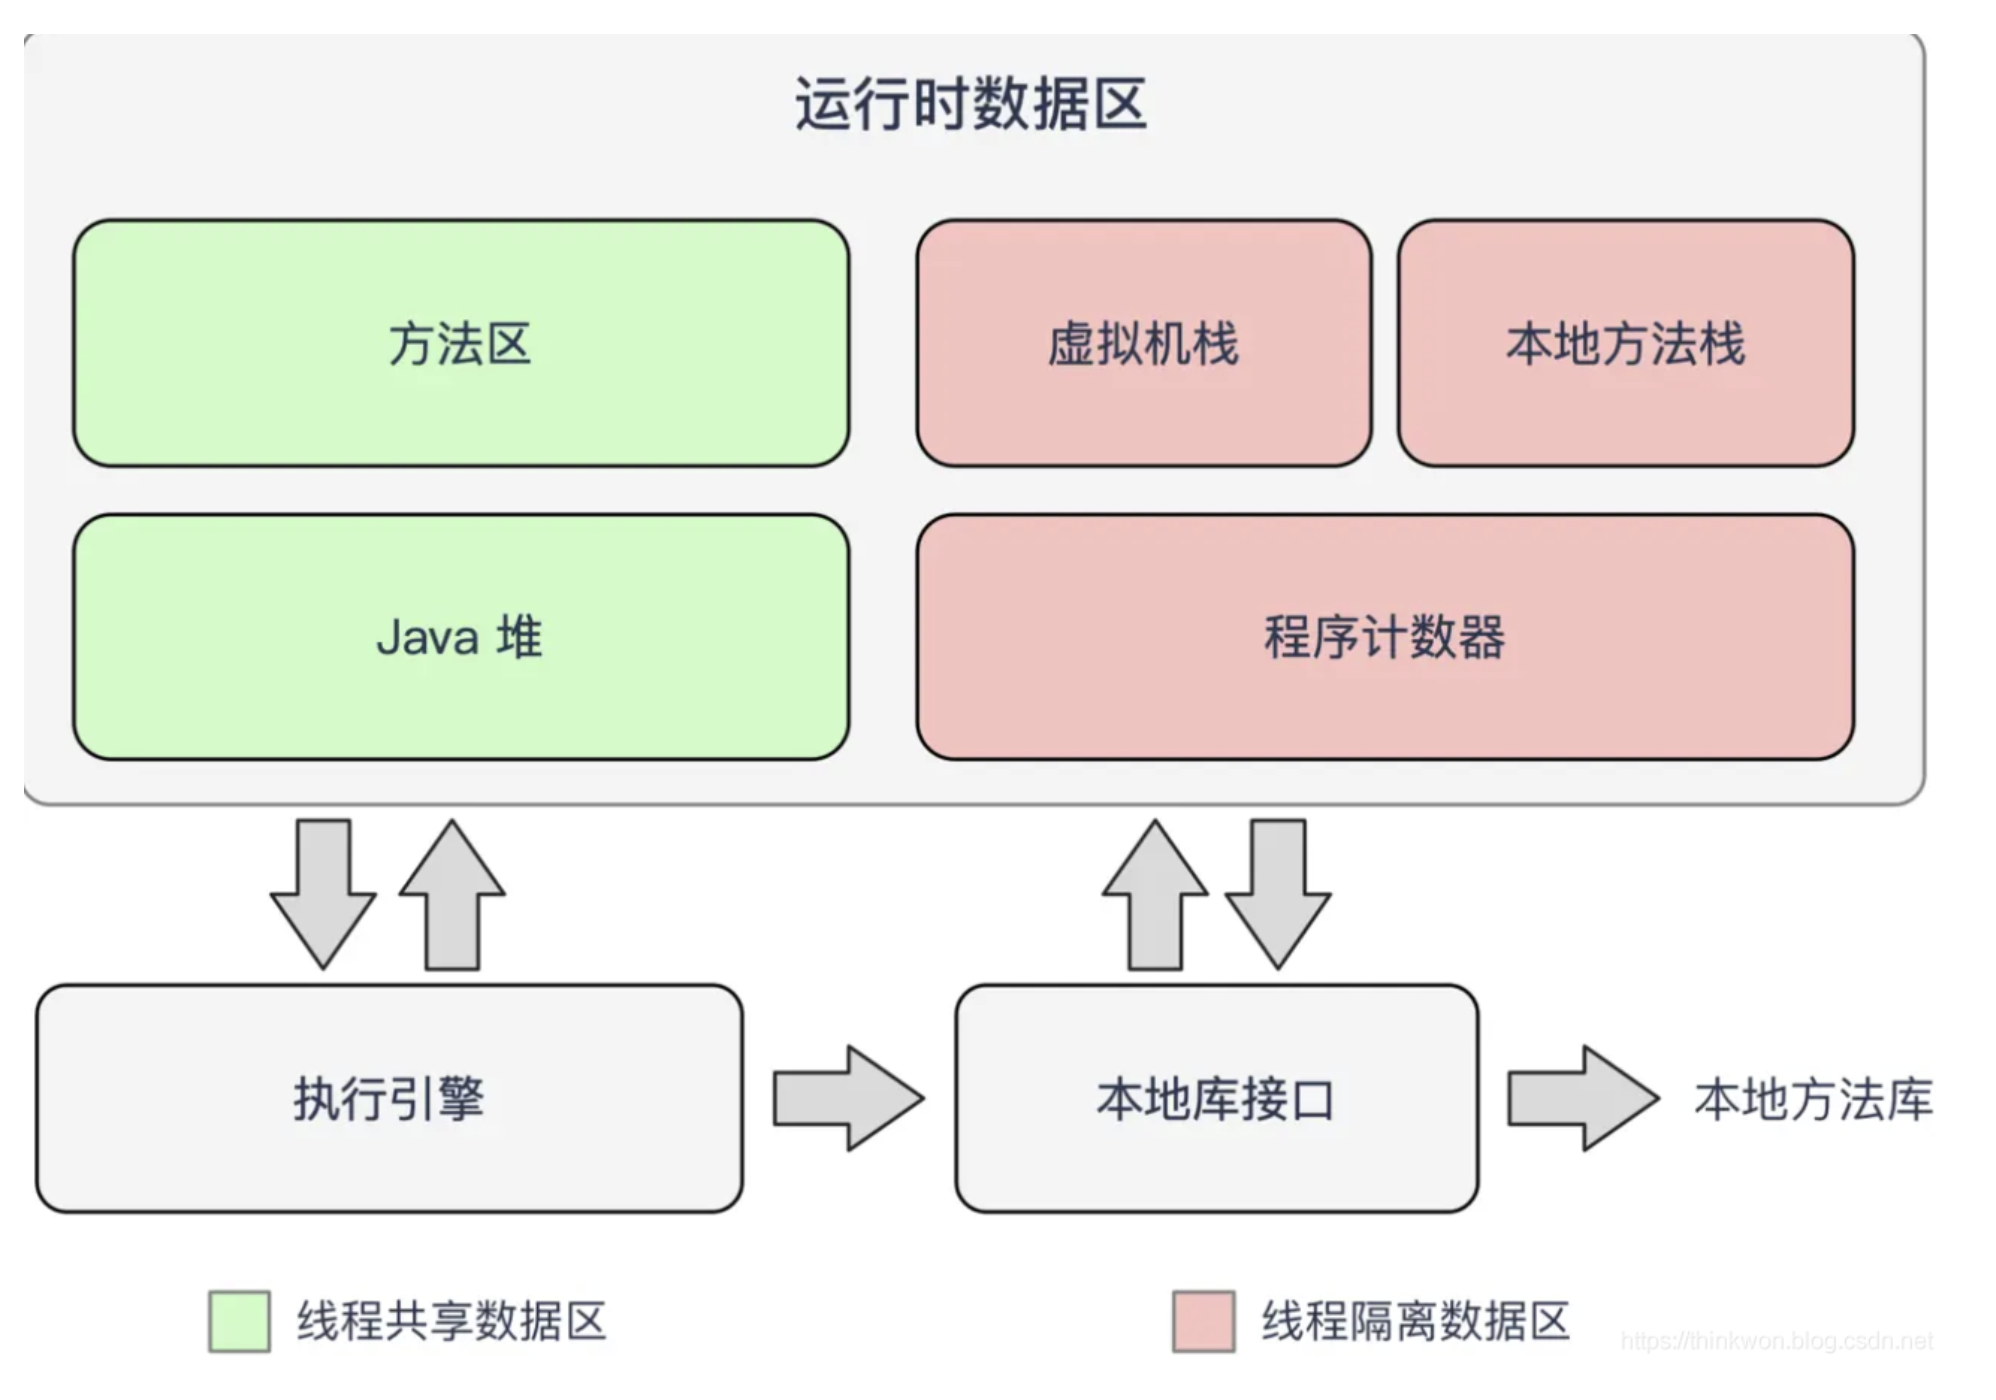 运行时数据区
方法区
虚拟机栈
本地方法栈
Java 堆
程序计数器
执行引擎
本地库接口
本地方法库
线程共享数据区
线程隔离数据区
https://thinkwon.blog.csdn.net